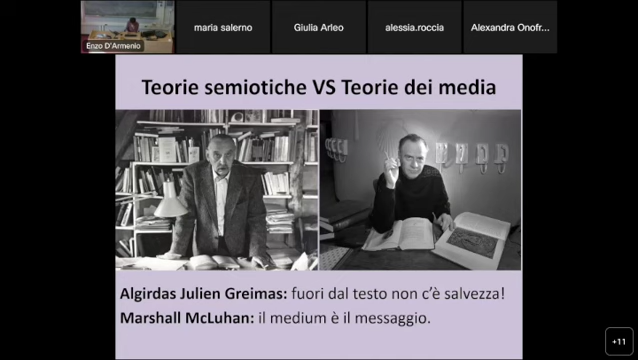 Enzo D'Armenio
maria salerno
Giulia Arleo
alessia.roccia
Alexandra Onofr...
Teorie semiotiche VS Teorie dei media
Algirdas Julien Greimas: fuori dal testo non c'è salvezza!
Marshall McLuhan: il medium è il messaggio.
+11